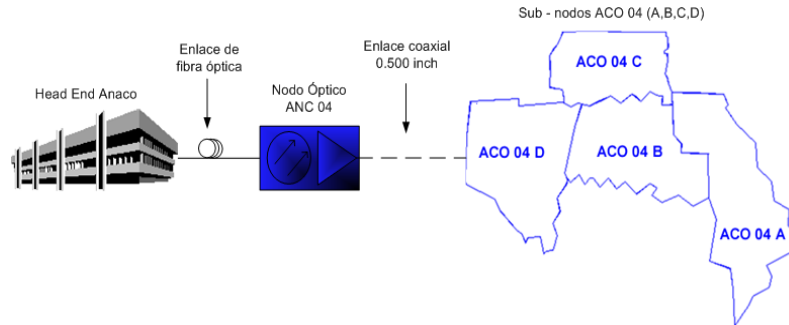 Sub - nodos ACO 04 (A,B,C,D)
Enlace de
fibra óptica
Enlace coaxial
0.500 inch
Head End Anaco
Nodo Óptico
ANC 04
ACO 04 C
ACO 04 D
ACO 04 B
ACO 04 A